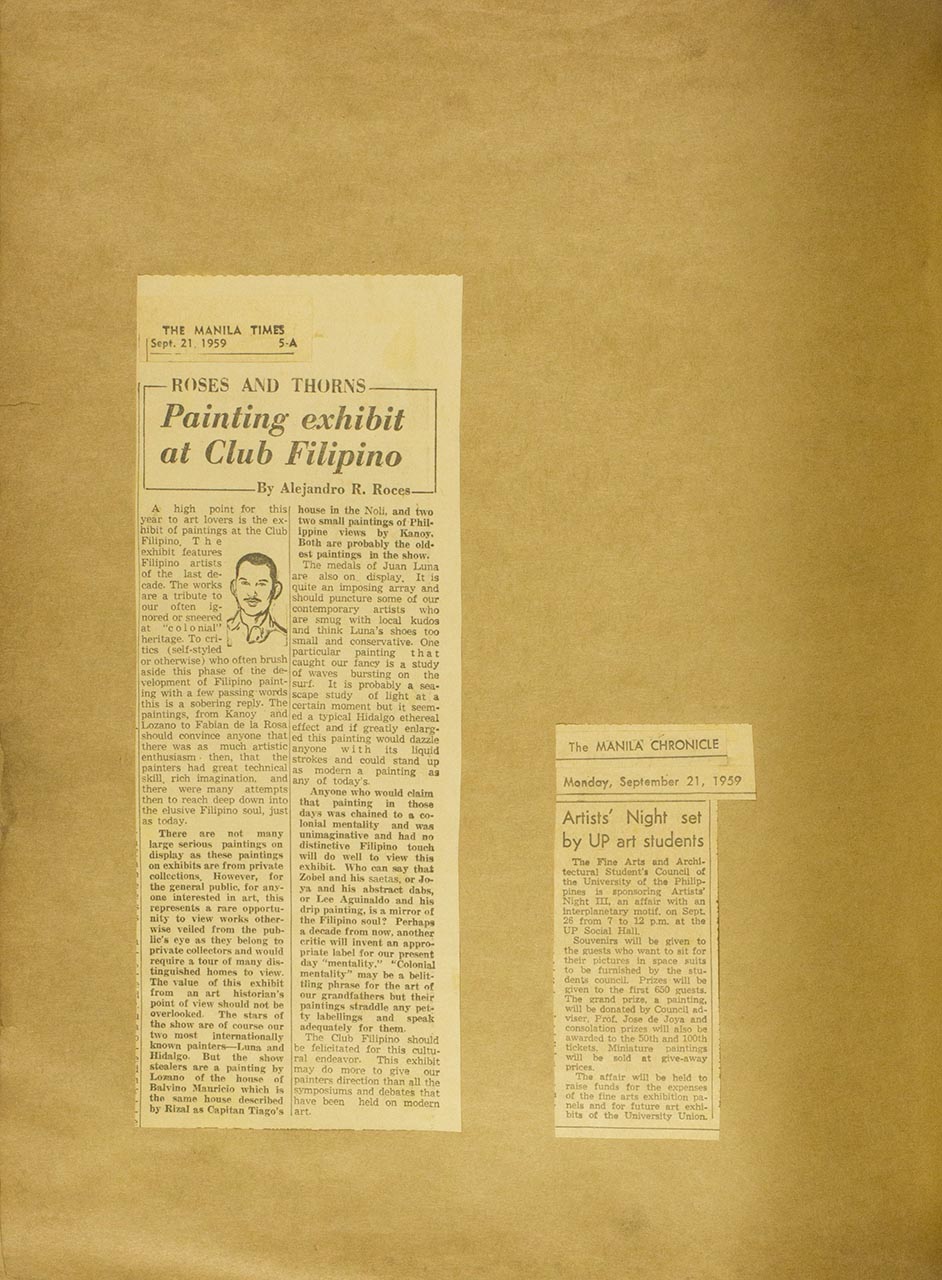 THE MANILA TIMES
Sept. 21, 1959 5-A
ROSES AND THORNS
Painting exhibit
at Club Filipino
By Alejandro R. Roces
A high point for this
year to art lovers is the ex-
hibit of paintings at the Club
Filipino. The
exhibit features
Filipino artists
of the last de-
cade. The works
are a tribute to
our often ig-
nored or sneered
at "colonial"
heritage. To cri-
tics (self-styled
or otherwise) who often brush
aside this phase of the de-
velopment of Filipino paint-
ing with a few passing words
this is a sobering reply. The
paintings, from Kanoy and
Lozano to Fabian de la Rosa
should convince anyone that
there was as much artistic
enthusiasm then, that the
painters had great technical
skill, rich imagination, and
there were many attempts
then to reach deep down into
the elusive Filipino soul, just
as today.
There are not many
large serious paintings on
display as these paintings
on exhibits are from private
collections. However, for
the general public, for any-
one interested in art, this
represents a rare opportu-
nity to view works other-
wise veiled from the pub-
lic's eye as they belong to
private collectors and would
require a tour of many dis-
tinguished homes to view.
The value of this exhibit
from an art historian's
point of view should not be
overlooked. The stars of
the show are of course our
two most internationally
known painters—Luna and
Hidalgo. But the show
stealers are a painting by
Lozano of the house of
Balvino Mauricio which is
the same house described
by Rizal as Capitan Tiago's
house in the Noli, and two
two small paintings of Phil-
ippine views by Kanoy.
Both are probably the old-
est paintings in the show.
The medals of Juan Luna
are also on display. It is
quite an imposing array and
should puncture some of our
contemporary artists who
are smug with local kudos
and think Luna's shoes too
small and conservative. One
particular painting that
caught our fancy is a study
of waves bursting on the
surf. It is probably a sea-
scape study of light at a
certain moment but it seem-
ed a typical Hidalgo ethereal
effect and if greatly enlarg-
ed this painting would dazzle
anyone with its liquid
strokes and could stand up
as modern a painting as
any of today's.
Anyone who would claim
that painting in those
days was chained to a co-
lonial mentality and was
unimaginative and had no
distinctive Filipino touch
will do well to view this
exhibit. Who can say that
Zobel and his saetas, or Jo-
ya and his abstract dabs,
or Lee Aguinaldo and his
drip painting, is a mirror of
the Filipino soul? Perhaps
a decade from now, another
critic will invent an appro-
priate label for our present
day "mentality." "Colonial
mentality" may be a belit-
tling phrase for the art of
our grandfathers but their
paintings straddle any pet-
ty labellings and speak
adequately for them.
The Club Filipino should
be felicitated for this cultu-
ral endeavor. This exhibit
may do more to give our
painters direction than all the
symposiums and debates that
have been held on modern
art.
The MANILA CHRONICLE
Monday, September 21, 1959
Artists' Night set
by UP art students
The Fine Arts and Archi-
tectural Student's Council of
the University of the Philip-
pines is sponsoring Artists'
Night III, an affair with an
interplanetary motif, on Sept.
26 from 7 to 12 p.m. at the
UP Social Hall.
Souvenirs will be given to
the guests who want to sit for
their pictures in space suits
to be furnished by the stu-
dents council. Prizes will be
given to the first 650 guests.
The grand prize, a painting,
will be donated by Council ad-
viser, Prof. Jose de Joya and
consolation prizes will also be
awarded to the 50th and 100th
tickets. Miniature paintings
will be sold at give-away
prices.
The affair will be held to
raise funds for the expenses
of the fine arts exhibition pa-
nels and for future art exhi-
bits of the University Union.